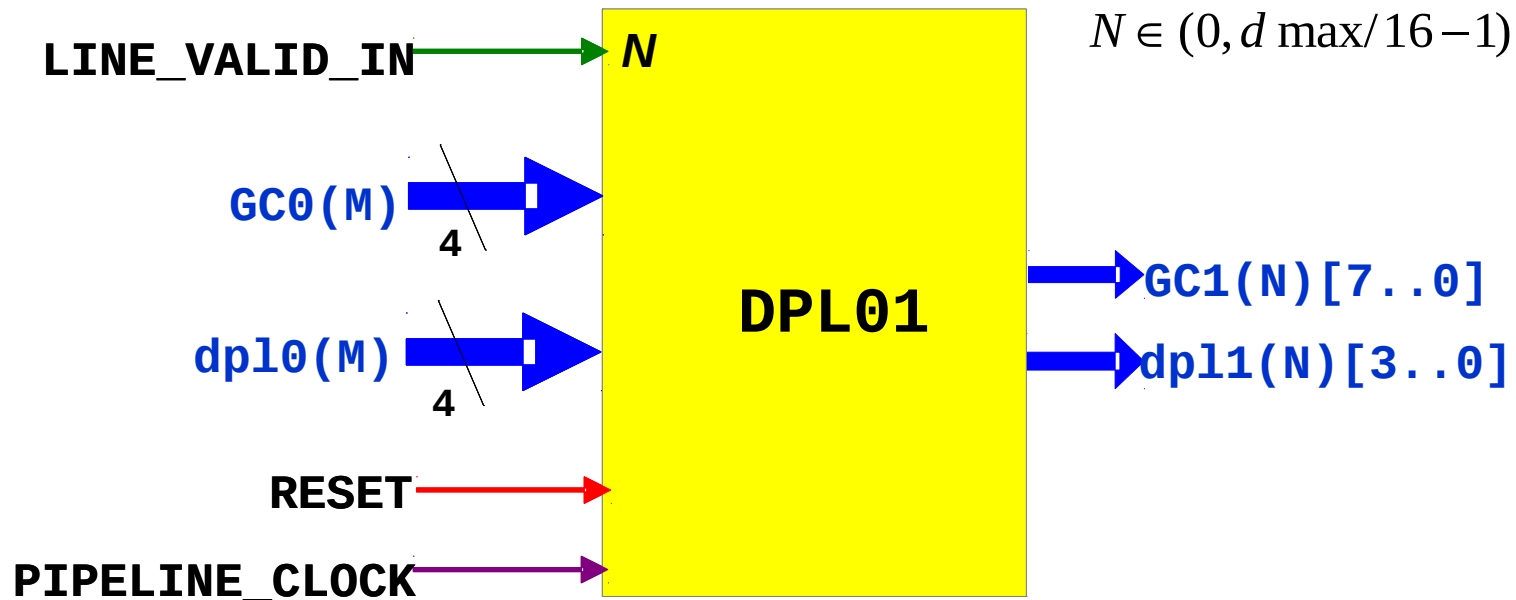 LINE_VALID_IN
N
N ∈ (0, d max/16−1)
GC0(M)
4
DPL01
GC1(N)[7..0]
dpl0(M)
4
dpl1(N)[3..0]
RESET
PIPELINE_CLOCK